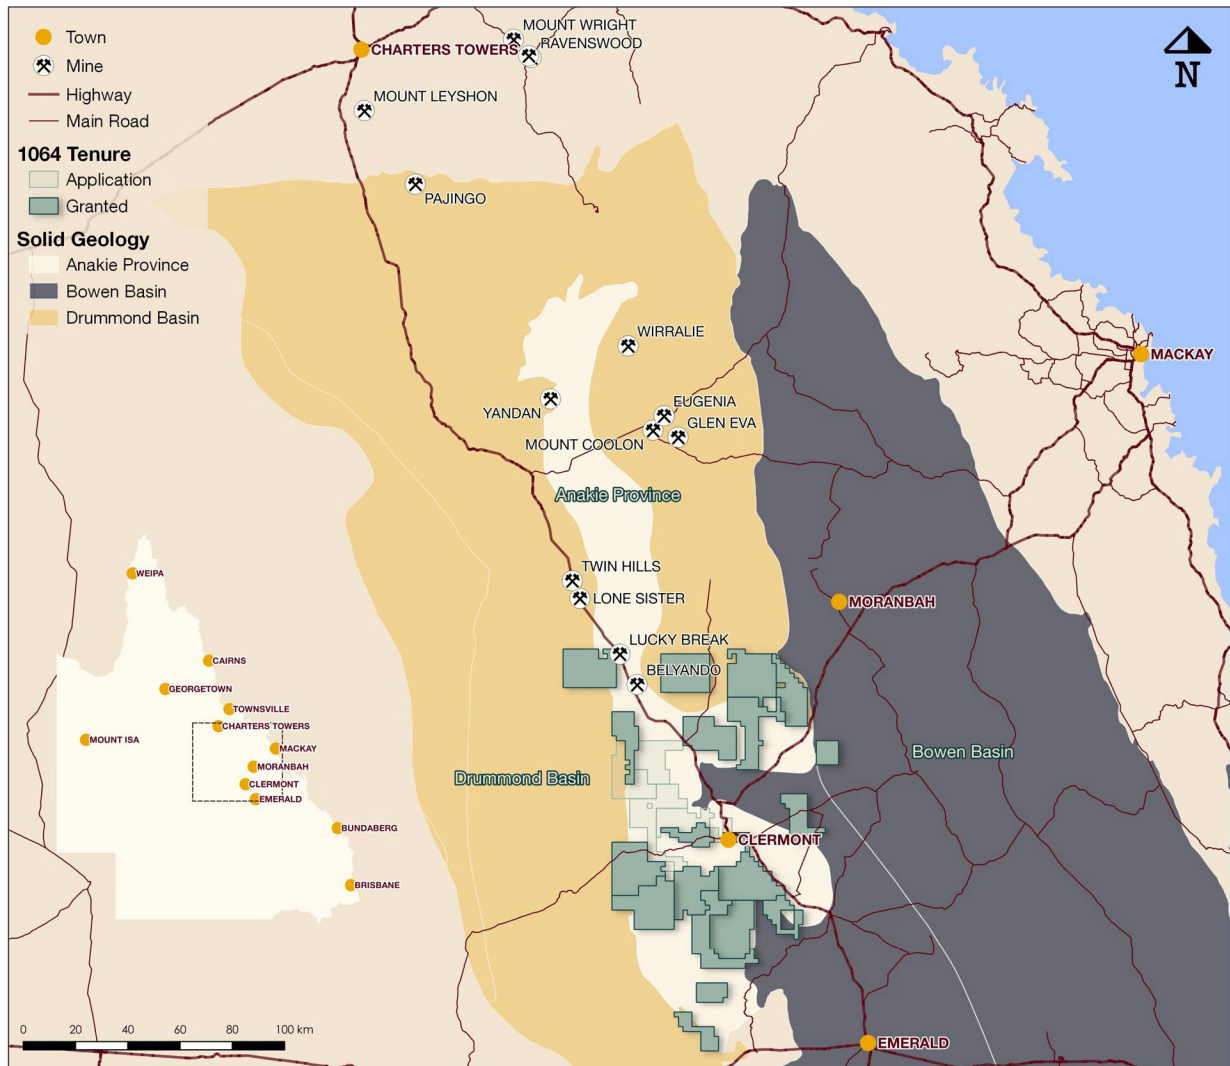 Town
Mine
Highway
Main Road
1064 Tenure
Application
Granted
Solid Geology
Anakie Province
Bowen Basin
Drummond Basin
N
MOUNT WRIGHT
RAVENSWOOD
CHARTERS TOWERS
MOUNT LEYSHON
PAJINGO
WIRRALIE
MACKAY
YANDAN
EUGENIA
GLEN EVA
MOUNT COOLON
Anakie Province
TWIN HILLS
LONE SISTER
MORANBAH
LUCKY BREAK
BELYANDO
Bowen Basin
Drummond Basin
CLERMONT
EMERALD
WEIPA
CAIRNS
GEORGETOWN
TOWNSVILLE
CHARTERS TOWERS
MOUNT ISA
MACKAY
MORANBAH
CLERMONT
EMERALD
BUNDABERG
BRISBANE
0 20 40 60 80 100 km